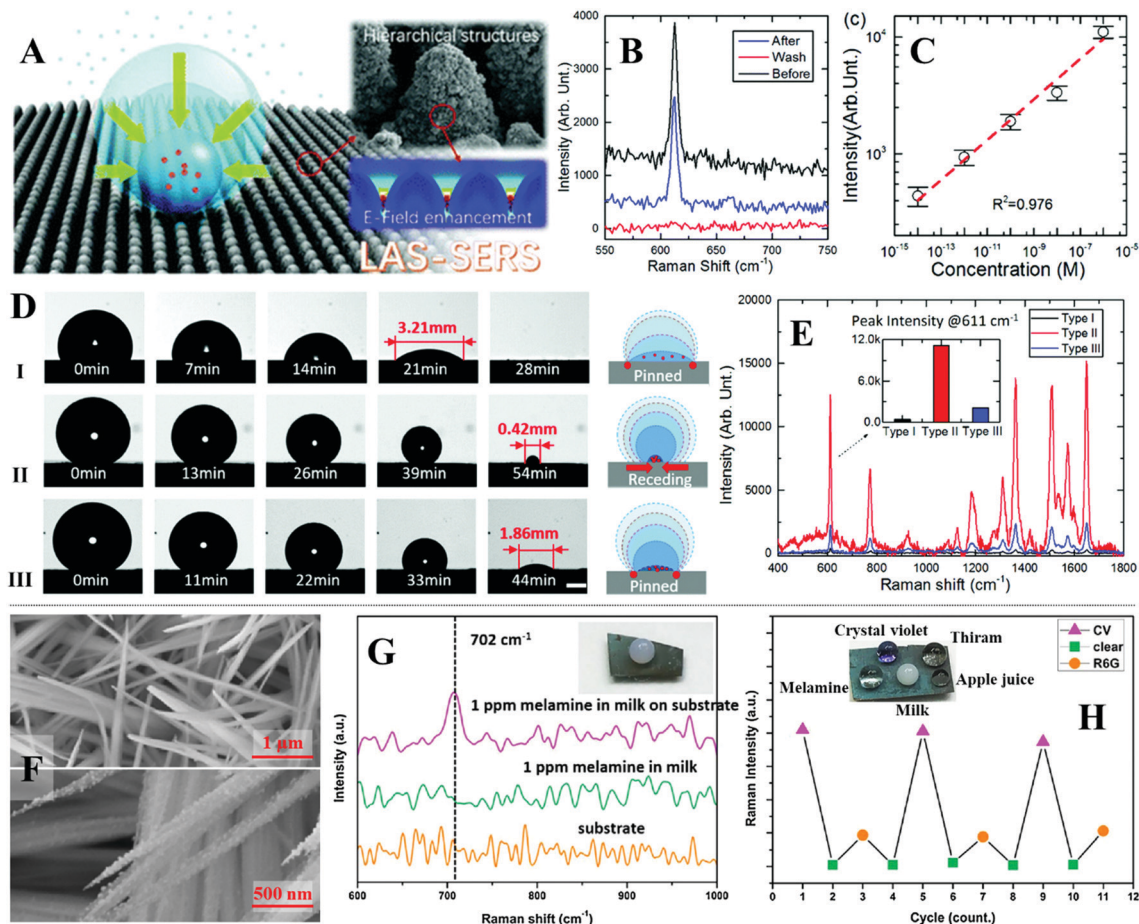 A
Hierarchical structures
E-Field enhancement
LAS-SERS
B
After
Wash
Before
Intensity (Arb. Unt.)
4000
3000
2000
1000
0
550
600
650
700
750
Raman Shift (cm⁻¹)
(c)
C
Intensity(Arb. Unt.)
10⁴
10³
R²=0.976
10⁻¹⁵
10⁻¹³
10⁻¹¹
10⁻⁹
10⁻⁷
10⁻⁵
Concentration (M)
D
I
0min
7min
14min
3.21mm
21min
28min
Pinned
II
0min
13min
26min
39min
0.42mm
54min
Receding
III
0min
11min
22min
33min
1.86mm
44min
Pinned
E
Peak Intensity @611 cm⁻¹
Type I
Type II
Type III
12.0k
6.0k
0.0
Type I Type II Type III
Intensity (Arb. Unt.)
20000
15000
10000
5000
0
400 600 800 1000 1200 1400 1600 1800
Raman shift (cm⁻¹)
F
1 μm
500 nm
G
702 cm⁻¹
1 ppm melamine in milk on substrate
1 ppm melamine in milk
substrate
Intensity (a.u.)
600
700
800
900
1000
Raman shift (cm⁻¹)
H
Crystal violet
Thiram
Melamine
Apple juice
Milk
CV
clear
R6G
Raman Intensity (a.u.)
0 1 2 3 4 5 6 7 8 9 10 11 12
Cycle (count.)